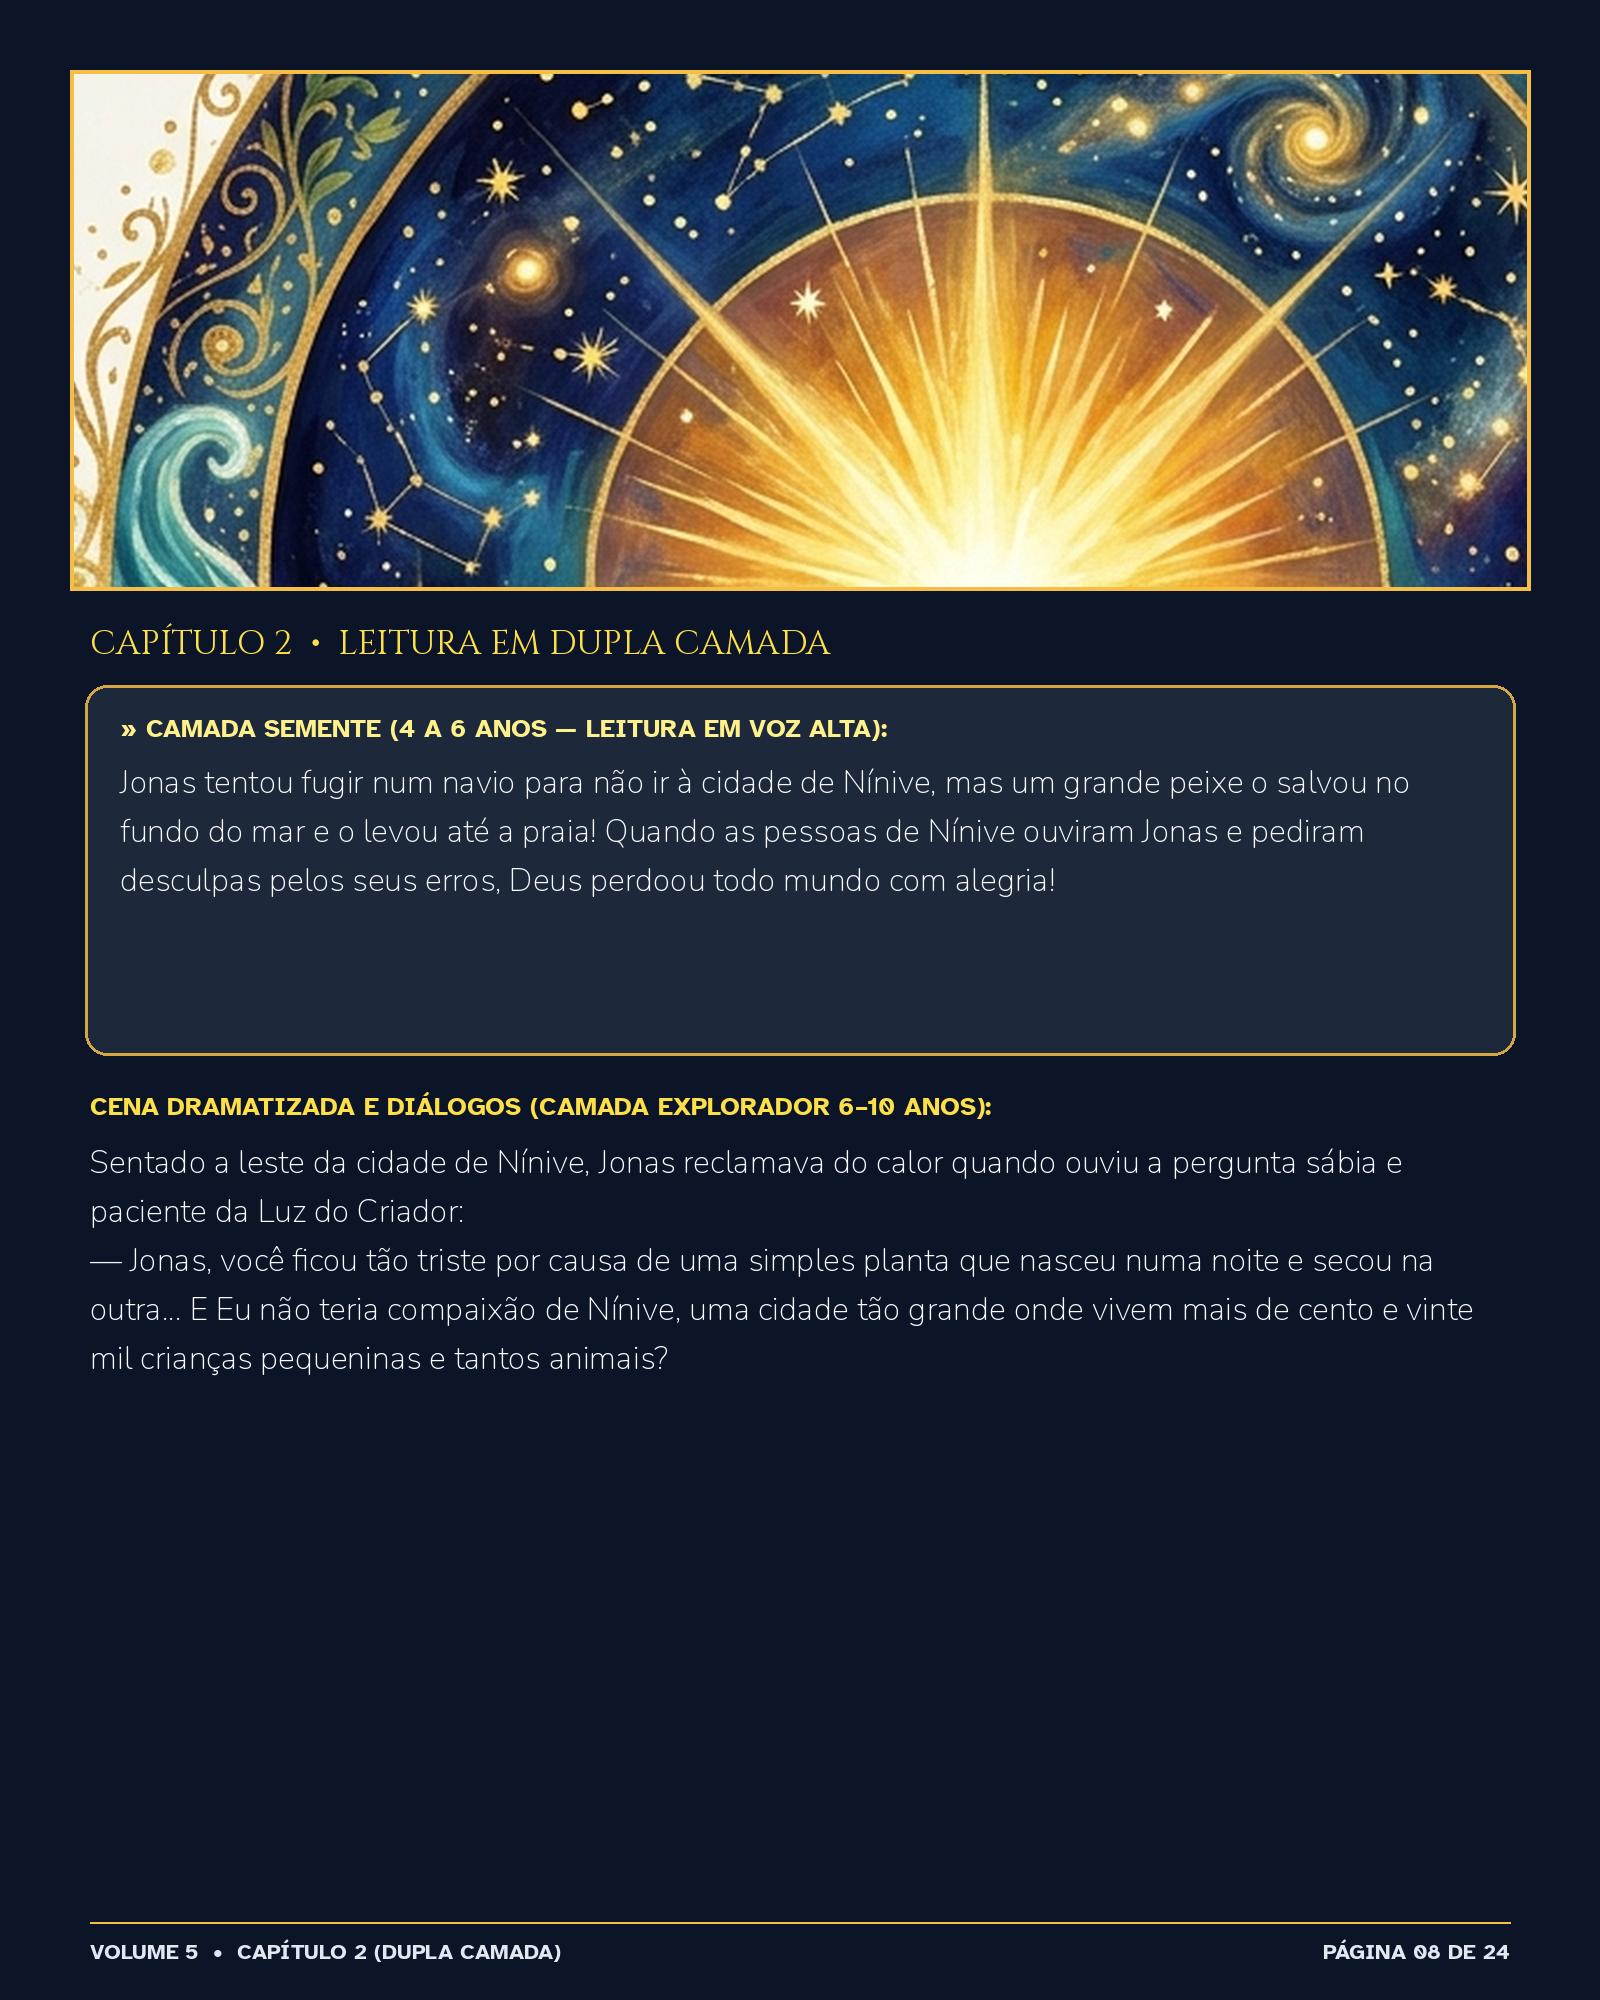 CAPÍTULO 2 • LEITURA EM DUPLA CAMADA
» CAMADA SEMENTE (4 A 6 ANOS — LEITURA EM VOZ ALTA):
Jonas tentou fugir num navio para não ir à cidade de Nínive, mas um grande peixe o salvou no
fundo do mar e o levou até a praia! Quando as pessoas de Nínive ouviram Jonas e pediram
desculpas pelos seus erros, Deus perdoou todo mundo com alegria!
CENA DRAMATIZADA E DIÁLOGOS (CAMADA EXPLORADOR 6–10 ANOS):
Sentado a leste da cidade de Nínive, Jonas reclamava do calor quando ouviu a pergunta sábia e
paciente da Luz do Criador:
— Jonas, você ficou tão triste por causa de uma simples planta que nasceu numa noite e secou na
outra... E Eu não teria compaixão de Nínive, uma cidade tão grande onde vivem mais de cento e vinte
mil crianças pequeninas e tantos animais?
VOLUME 5 • CAPÍTULO 2 (DUPLA CAMADA)
PÁGINA 08 DE 24